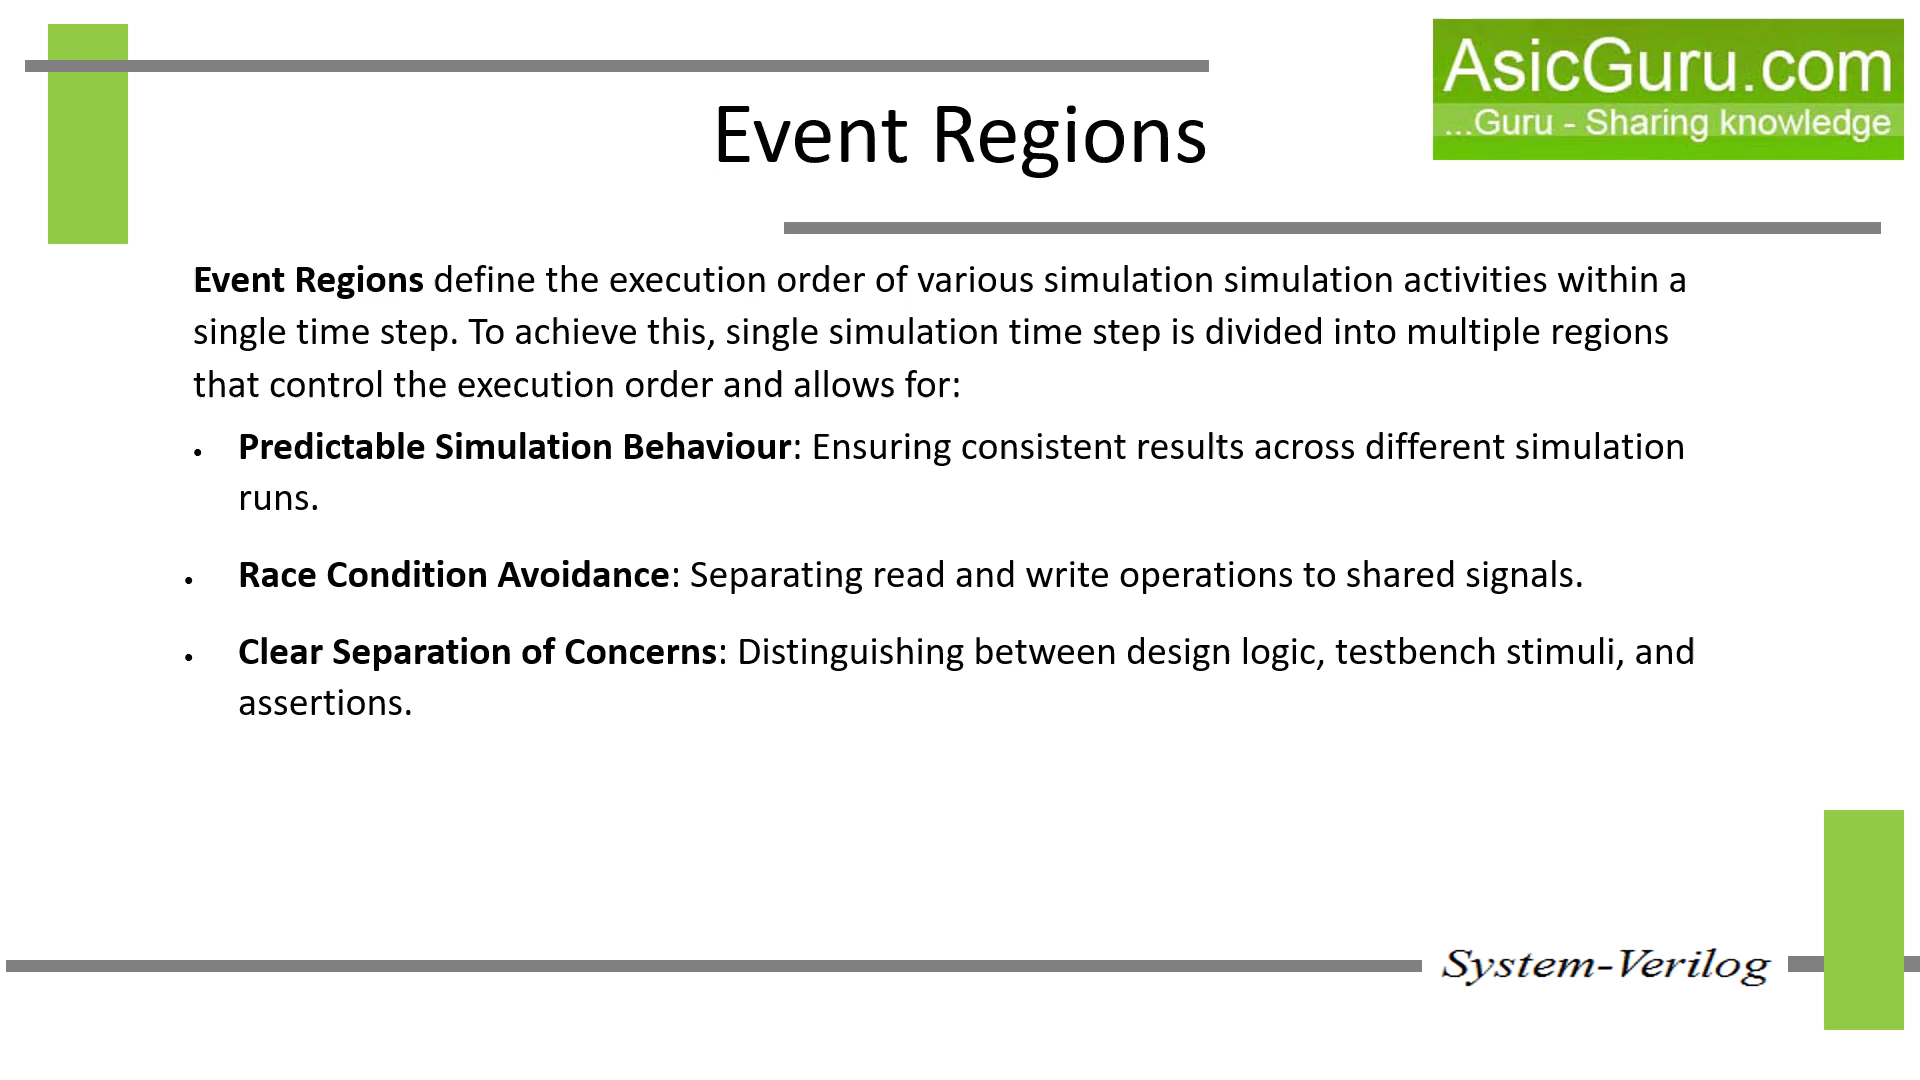 AsicGuru.com
...Guru - Sharing knowledge
Event Regions
Event Regions define the execution order of various simulation simulation activities within a
single time step. To achieve this, single simulation time step is divided into multiple regions
that control the execution order and allows for:
• Predictable Simulation Behaviour: Ensuring consistent results across different simulation
runs.
• Race Condition Avoidance: Separating read and write operations to shared signals.
• Clear Separation of Concerns: Distinguishing between design logic, testbench stimuli, and
assertions.
System-Verilog